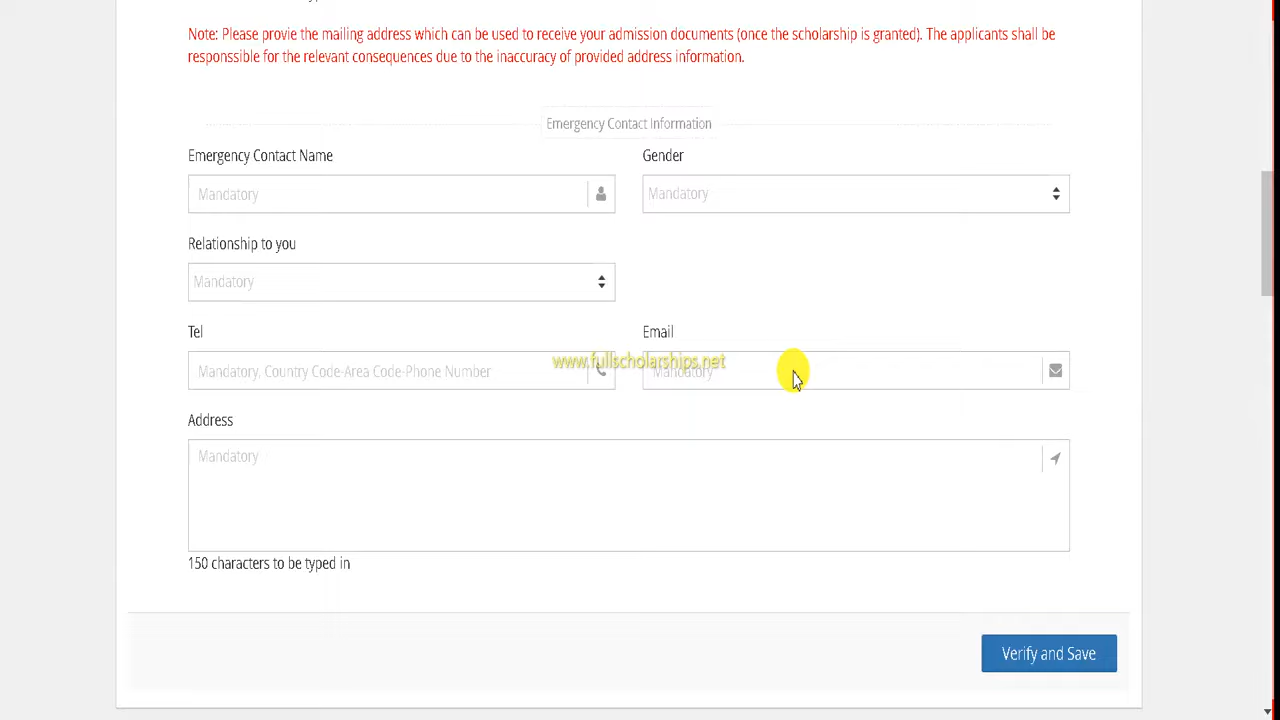 Note: Please provie the mailing address which can be used to receive your admission documents (once the scholarship is granted). The applicants shall be
responssible for the relevant consequences due to the inaccuracy of provided address information.
Emergency Contact Information
Emergency Contact Name
Gender
Mandatory
Mandatory
Relationship to you
Mandatory
Tel
Email
www.fullscholarships.net
Mandatory, Country Code-Area Code-Phone Number
Mandatory
Address
Mandatory
150 characters to be typed in
Verify and Save